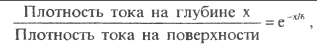 Плотность тока на глубине x
Плотность тока на поверхности
= e^{-x/к},